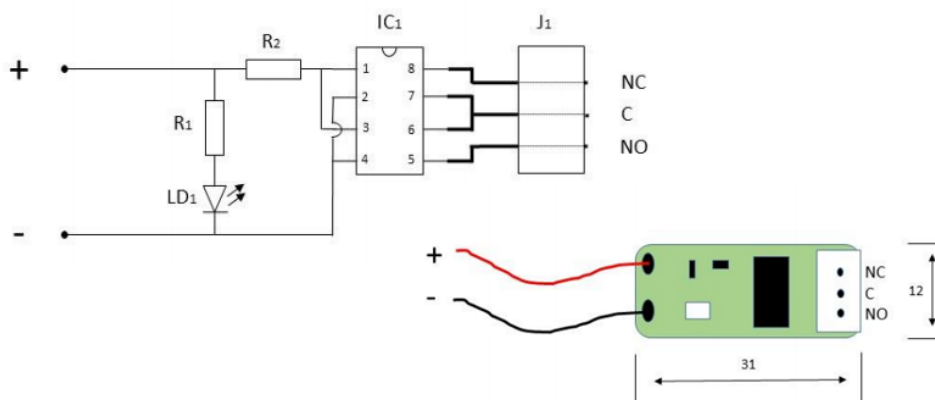 IC1 J1
+ R2 1 8 NC
2 7 C
R1 3 6 NO
4 5
LD1
-
+
-
NC
C
NO
12
31